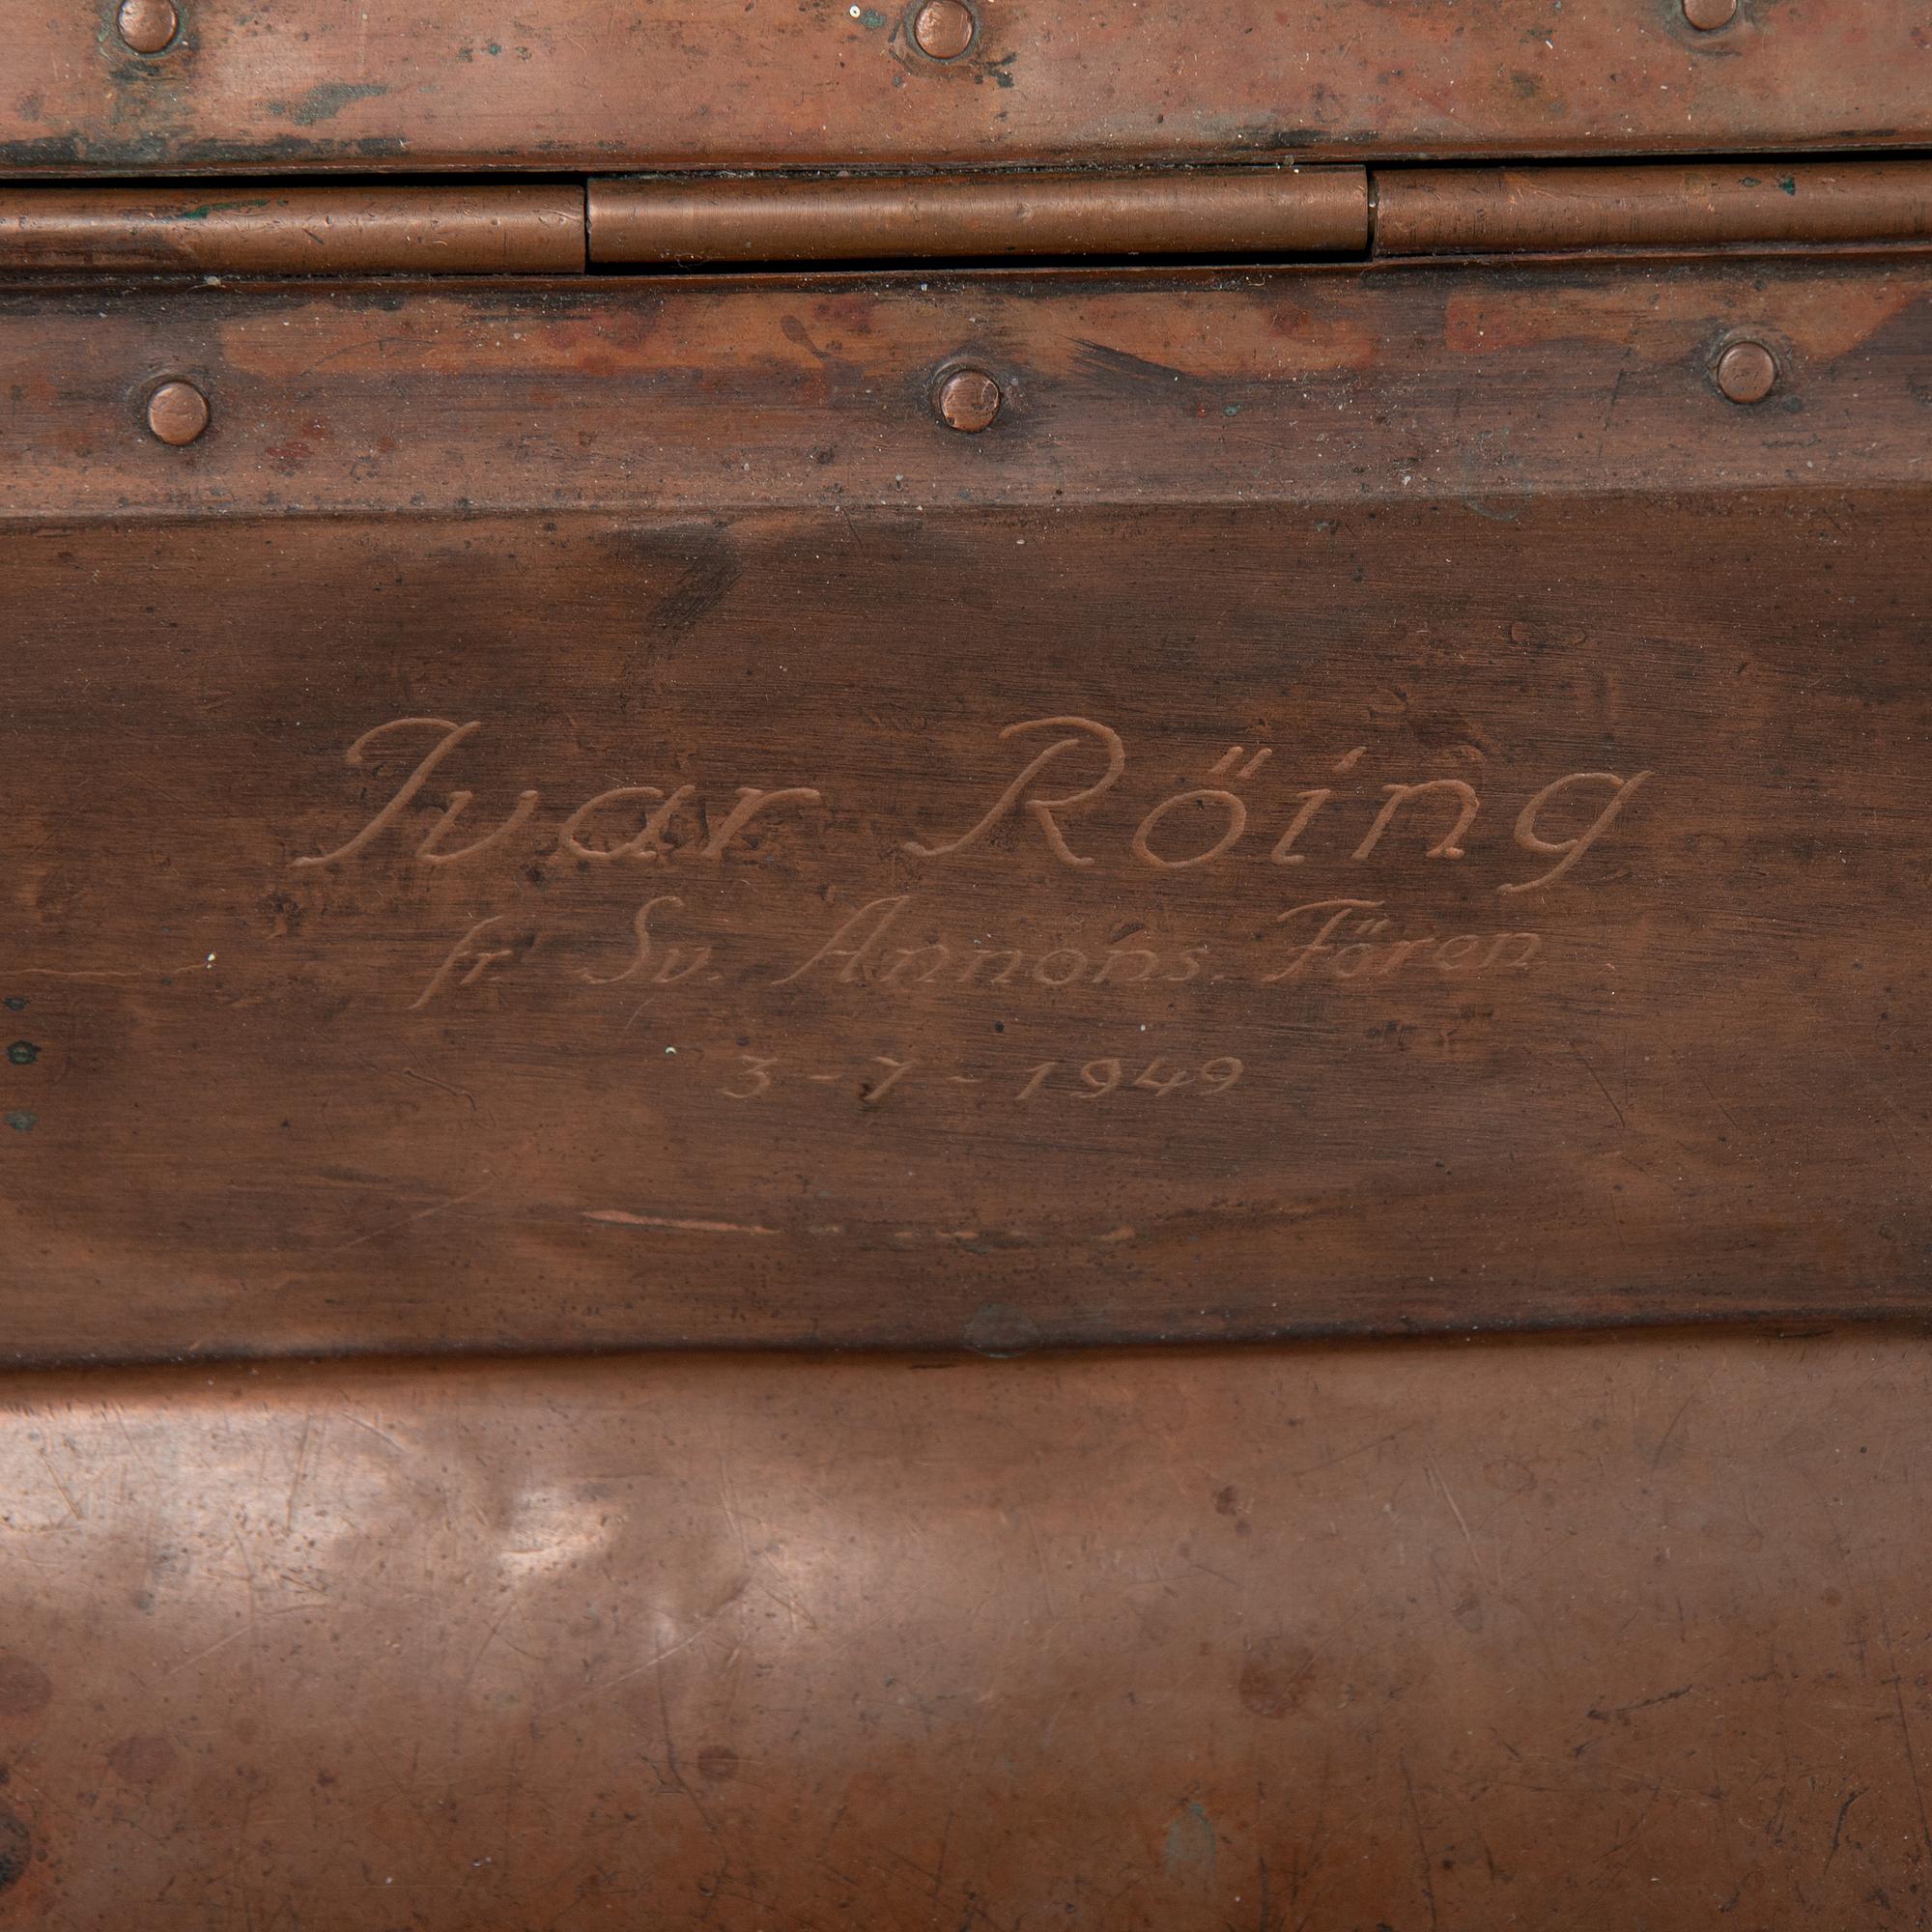 Ivar Röing
fr. Sv. Annons. Fören
3-7-1949